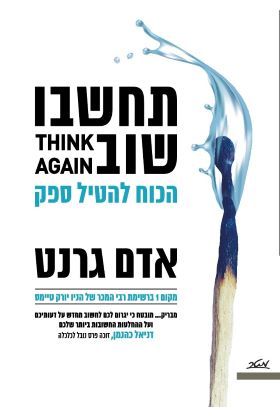 תחשבו
שוב
THINK
AGAIN
הכוח להטיל ספק
אדם גרנט
מקום 1 ברשימת רבי המכר של הניו יורק טיימס
מבריק... מובטח כי יגרום לכם לחשוב מחדש על דעותיכם
ועל ההחלטות החשובות ביותר שלכם
דניאל כהנמן, זוכה פרס נובל לכלכלה
מטר